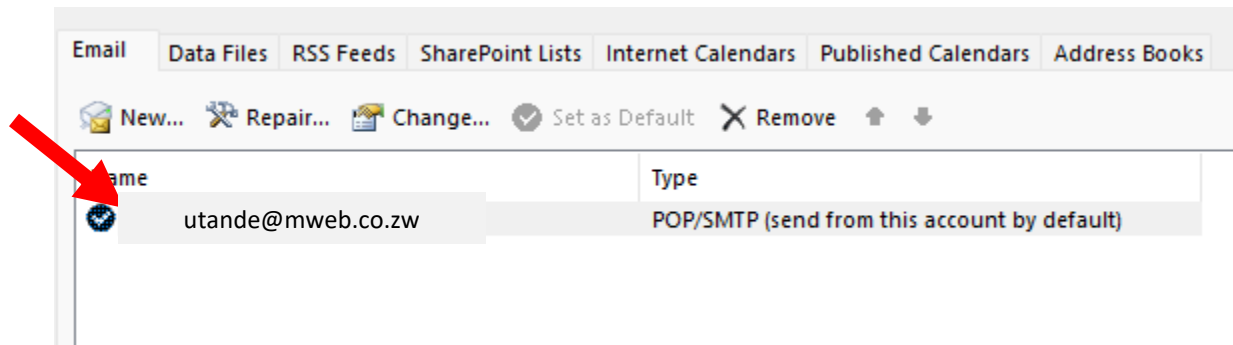 Email Data Files RSS Feeds SharePoint Lists Internet Calendars Published Calendars Address Books
New... Repair... Change... Set as Default Remove
ame Type
utande@mweb.co.zw POP/SMTP (send from this account by default)